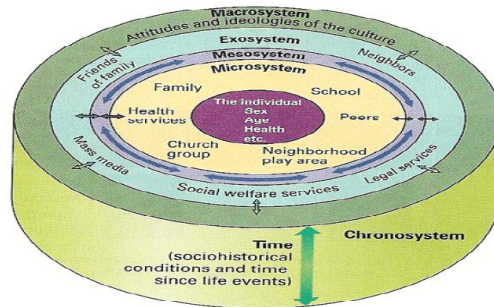 Macrosystem
Attitudes and ideologies of the culture
Exosystem
Mesosystem
Microsystem
Friends
of family
Neighbors
Family
School
The individual
Sex
Age
Health
etc.
Health
services
Peers
Church
group
Neighborhood
play area
Mass media
Social welfare services
Legal services
Time
(sociohistorical
conditions and time
since life events)
Chronosystem